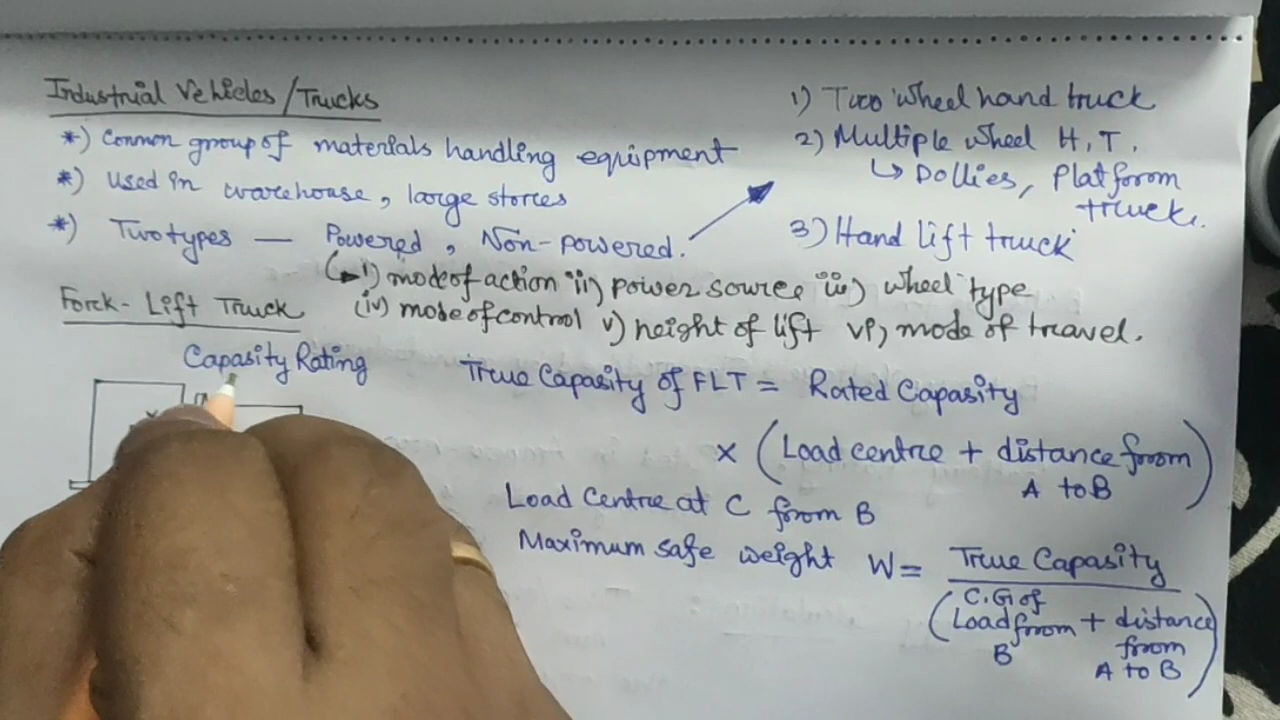 Industrial Vehicles/Trucks
*) Common group of materials handling equipment
*) Used in warehouse, large stores
*) Two types — Powered, Non-powered.
1) Two wheel hand truck
2) Multiple wheel H.T.
↳ Dollies, Platform truck.
3) Hand lift truck
i) mode of action ii) power source iii) wheel type
iv) mode of control v) height of lift vi) mode of travel.
Fork-Lift Truck
Capasity Rating
True Capasity of FLT = Rated Capasity
× (Load centre + distance from A to B)
Load Centre at C from B
Maximum safe weight W = True Capasity
(C.G of Load from B + distance from A to B)